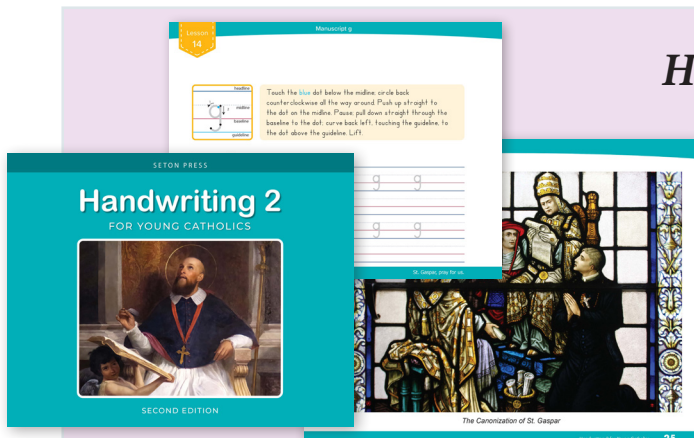 Lesson
14
Manuscript g
headline
midline
baseline
guideline
Touch the blue dot below the midline; circle back
counterclockwise all the way around. Push up straight to
the dot on the midline. Pause; pull down straight through the
baseline to the dot; curve back left, touching the guideline, to
the dot above the guideline. Lift.
g g
g g
St. Gaspar, pray for us.
H
SETON PRESS
Handwriting 2
FOR YOUNG CATHOLICS
SECOND EDITION
The Canonization of St. Gaspar
35